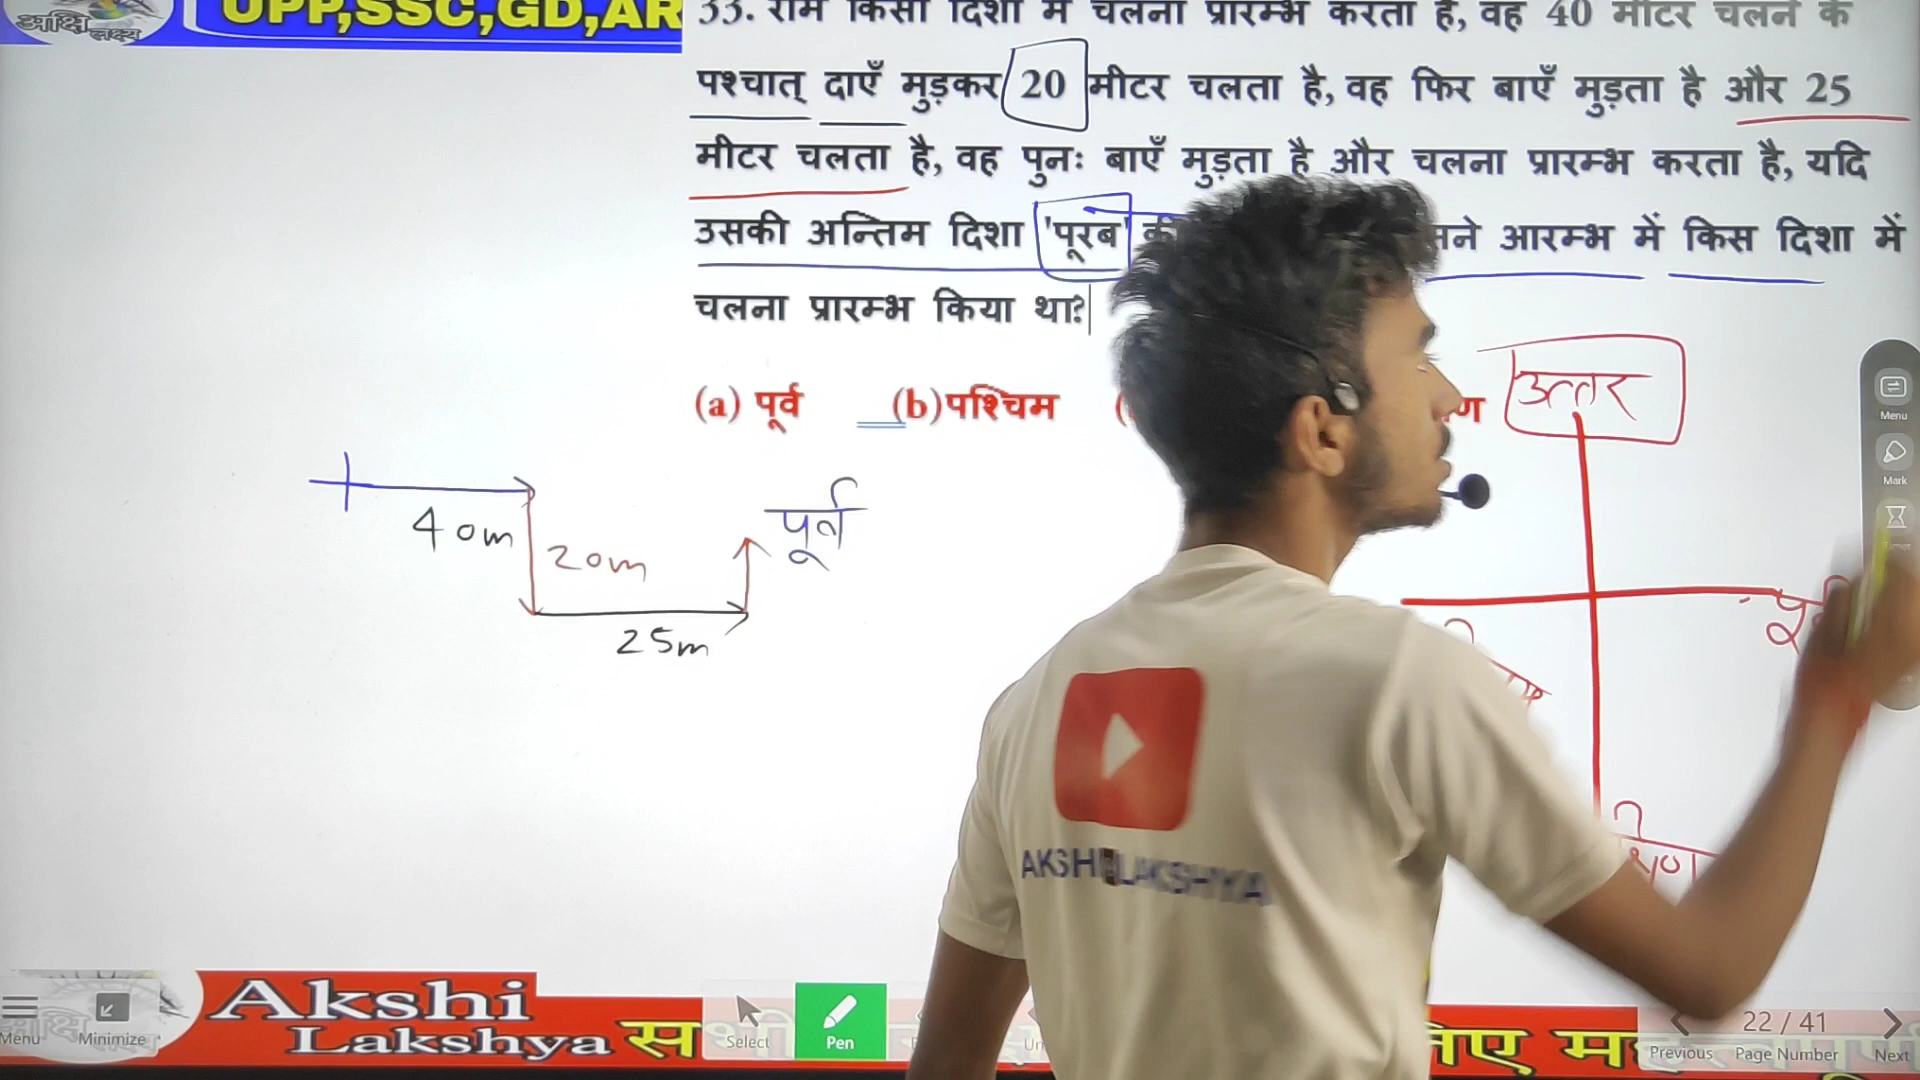 UPP,SSC,GD,AR
33. राम किसी दिशा में चलना प्रारम्भ करता है, वह 40 मीटर चलने के
पश्चात् दाएँ मुड़कर 20 मीटर चलता है, वह फिर बाएँ मुड़ता है और 25
मीटर चलता है, वह पुनः बाएँ मुड़ता है और चलना प्रारम्भ करता है, यदि
उसकी अन्तिम दिशा 'पूरब' आरम्भ में किस दिशा में
चलना प्रारम्भ किया था?
(a) पूर्व (b)पश्चिम
उत्तर
40m
20m
पूर्व
25m
AKSHI LAKSHYA
Menu
Mark
Akshi
Lakshya
Menu Minimize Select Pen
Previous 22 / 41 Page Number Next